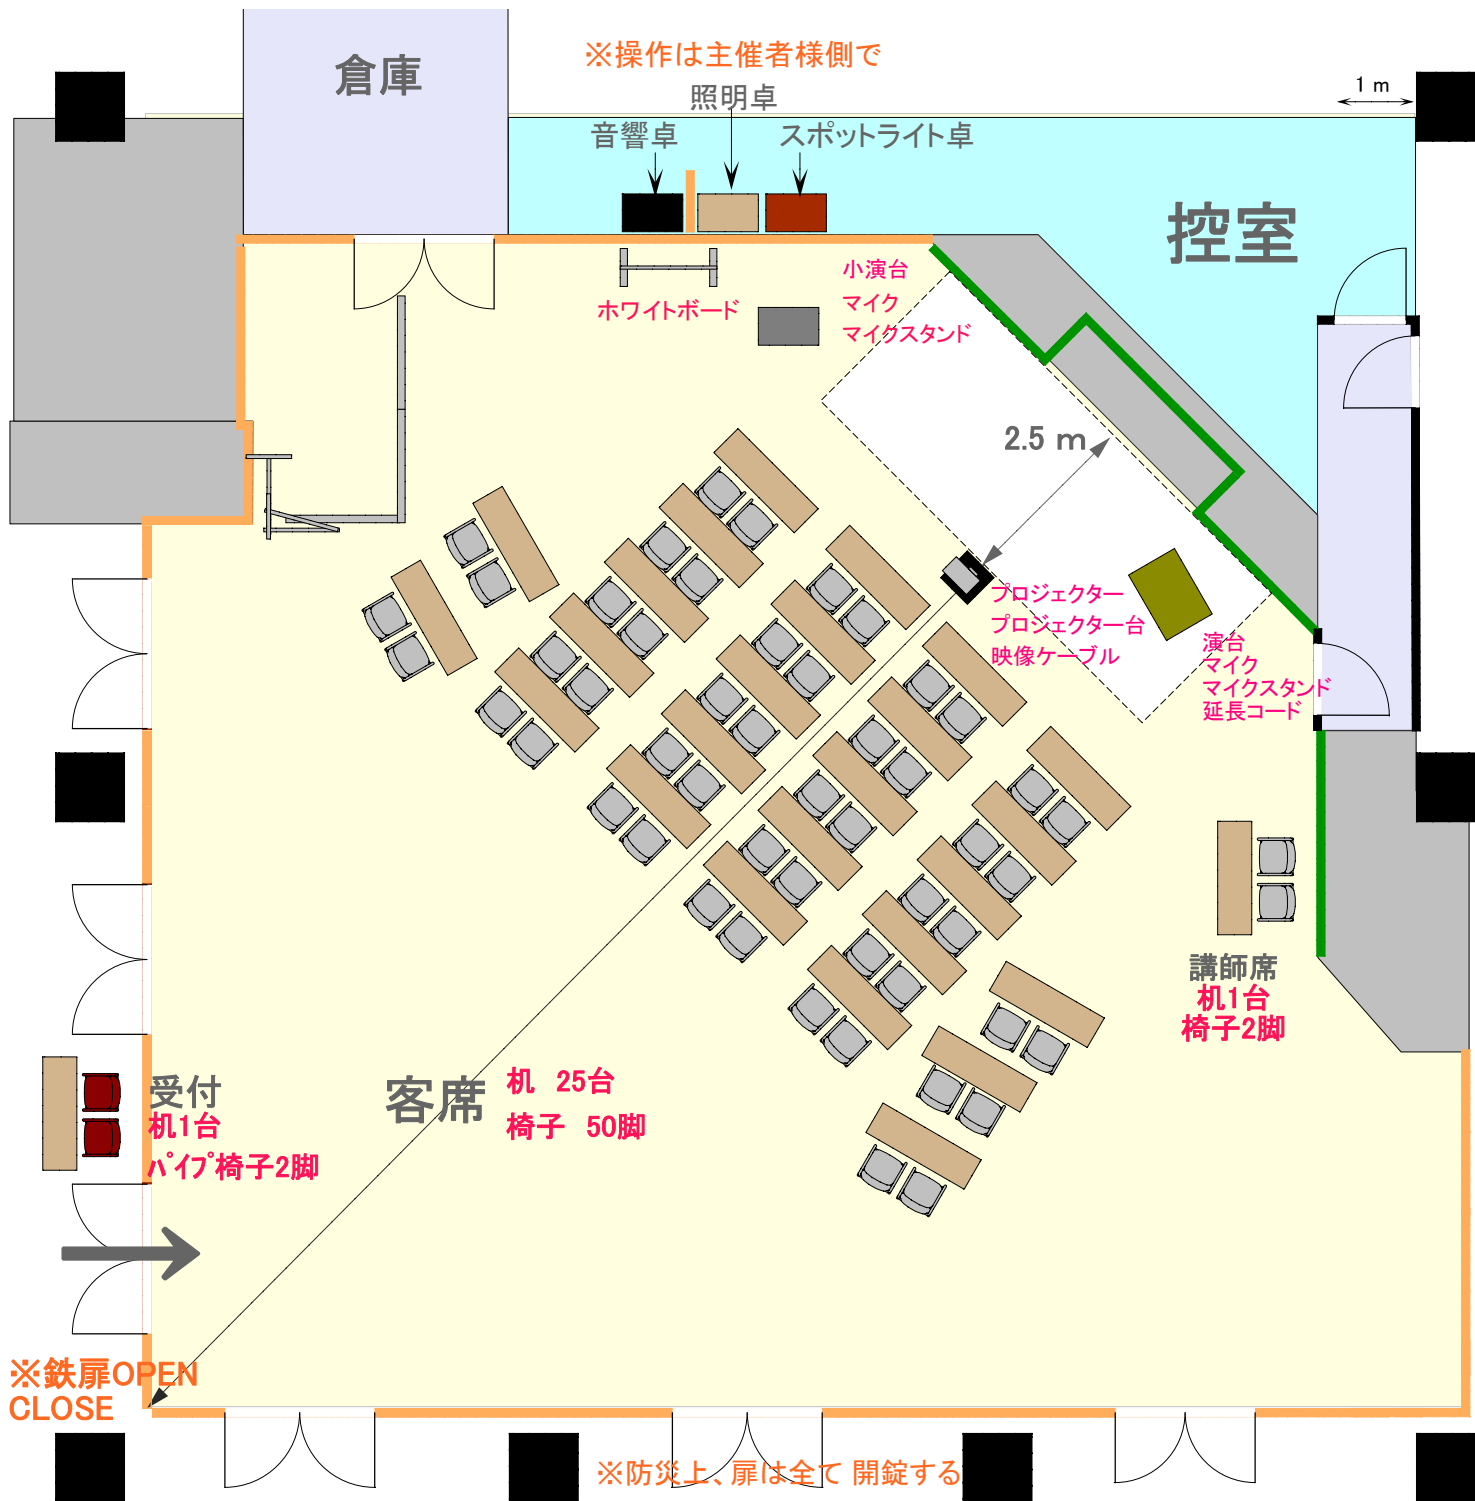 ※操作は主催者様側で
倉庫
照明卓
1 m
音響卓
スポットライト卓
控室
小演台
ホワイトボード
マイク
マイクスタンド
2.5 m
プロジェクター
プロジェクター台
映像ケーブル
演台
マイク
マイクスタンド
延長コード
講師席
机1台
椅子2脚
受付
机1台
ﾊﾟｲﾌﾟ椅子2脚
客席
机 25台
椅子 50脚
※鉄扉OPEN
CLOSE
※防災上、扉は全て 開錠する